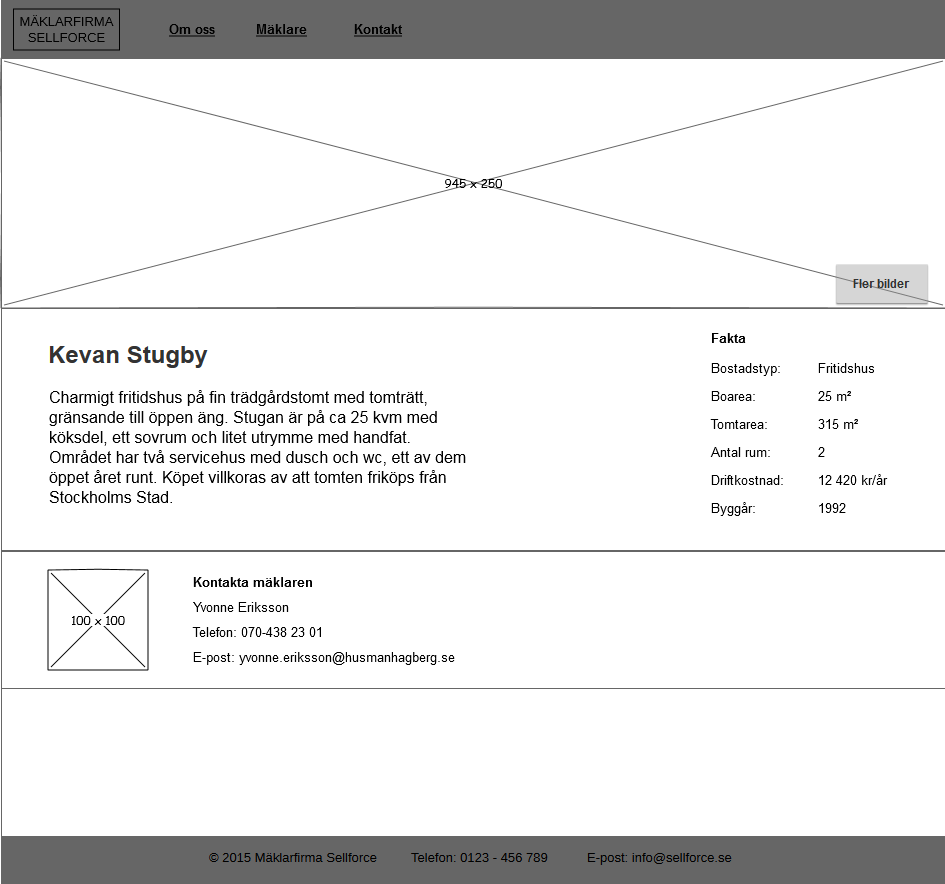 MÄKLARFIRMA
SELLFORCE
Om oss Mäklare Kontakt
945 x 250
Fler bilder
Kevan Stugby
Charmigt fritidshus på fin trädgårdstomt med tomträtt,
gränsande till öppen äng. Stugan är på ca 25 kvm med
köksdel, ett sovrum och litet utrymme med handfat.
Området har två servicehus med dusch och wc, ett av dem
öppet året runt. Köpet villkoras av att tomten friköps från
Stockholms Stad.
Fakta
Bostadstyp: Fritidshus
Boarea: 25 m²
Tomtarea: 315 m²
Antal rum: 2
Driftkostnad: 12 420 kr/år
Byggår: 1992
100 x 100
Kontakta mäklaren
Yvonne Eriksson
Telefon: 070-438 23 01
E-post: yvonne.eriksson@husmanhagberg.se
© 2015 Mäklarfirma Sellforce Telefon: 0123 - 456 789 E-post: info@sellforce.se